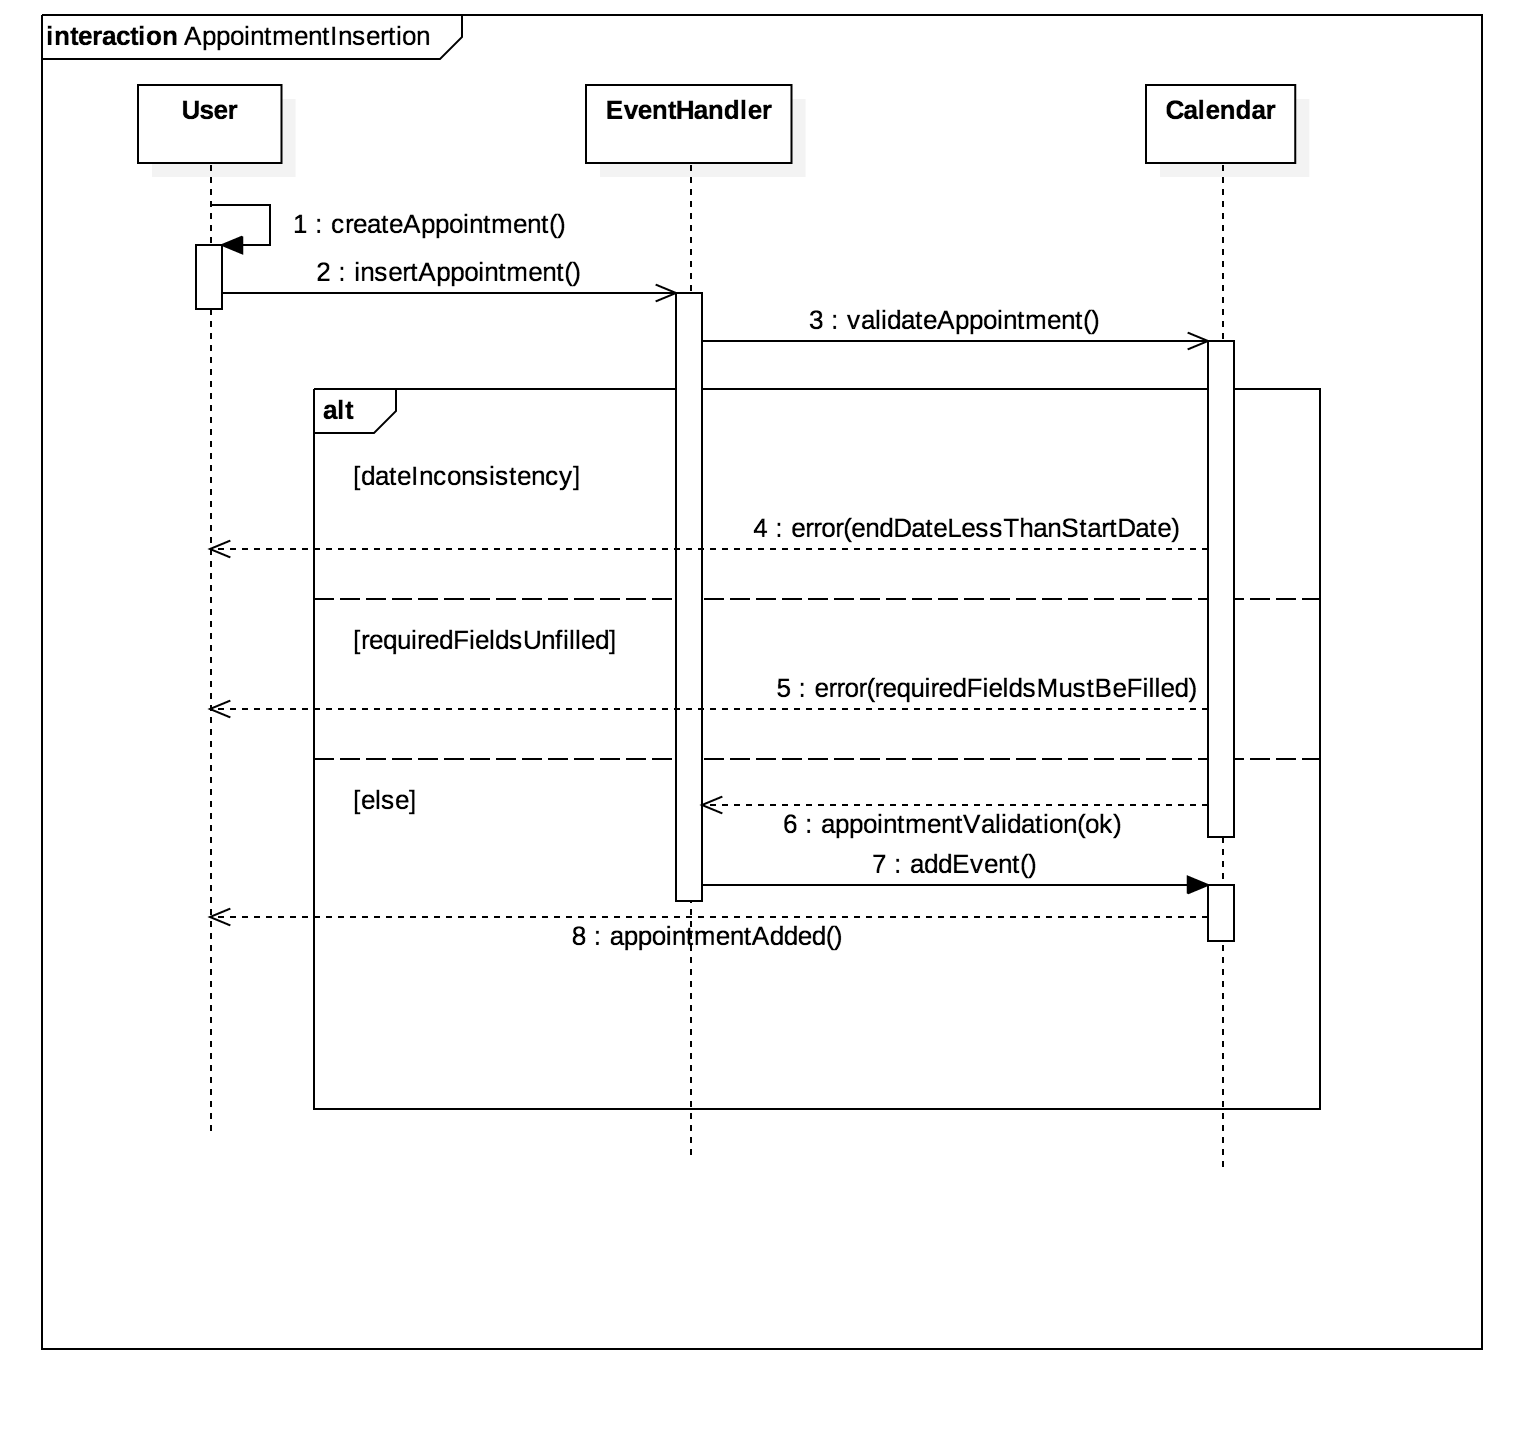 interaction AppointmentInsertion
User
EventHandler
Calendar
1 : createAppointment()
2 : insertAppointment()
3 : validateAppointment()
alt
[dateInconsistency]
4 : error(endDateLessThanStartDate)
[requiredFieldsUnfilled]
5 : error(requiredFieldsMustBeFilled)
[else]
6 : appointmentValidation(ok)
7 : addEvent()
8 : appointmentAdded()